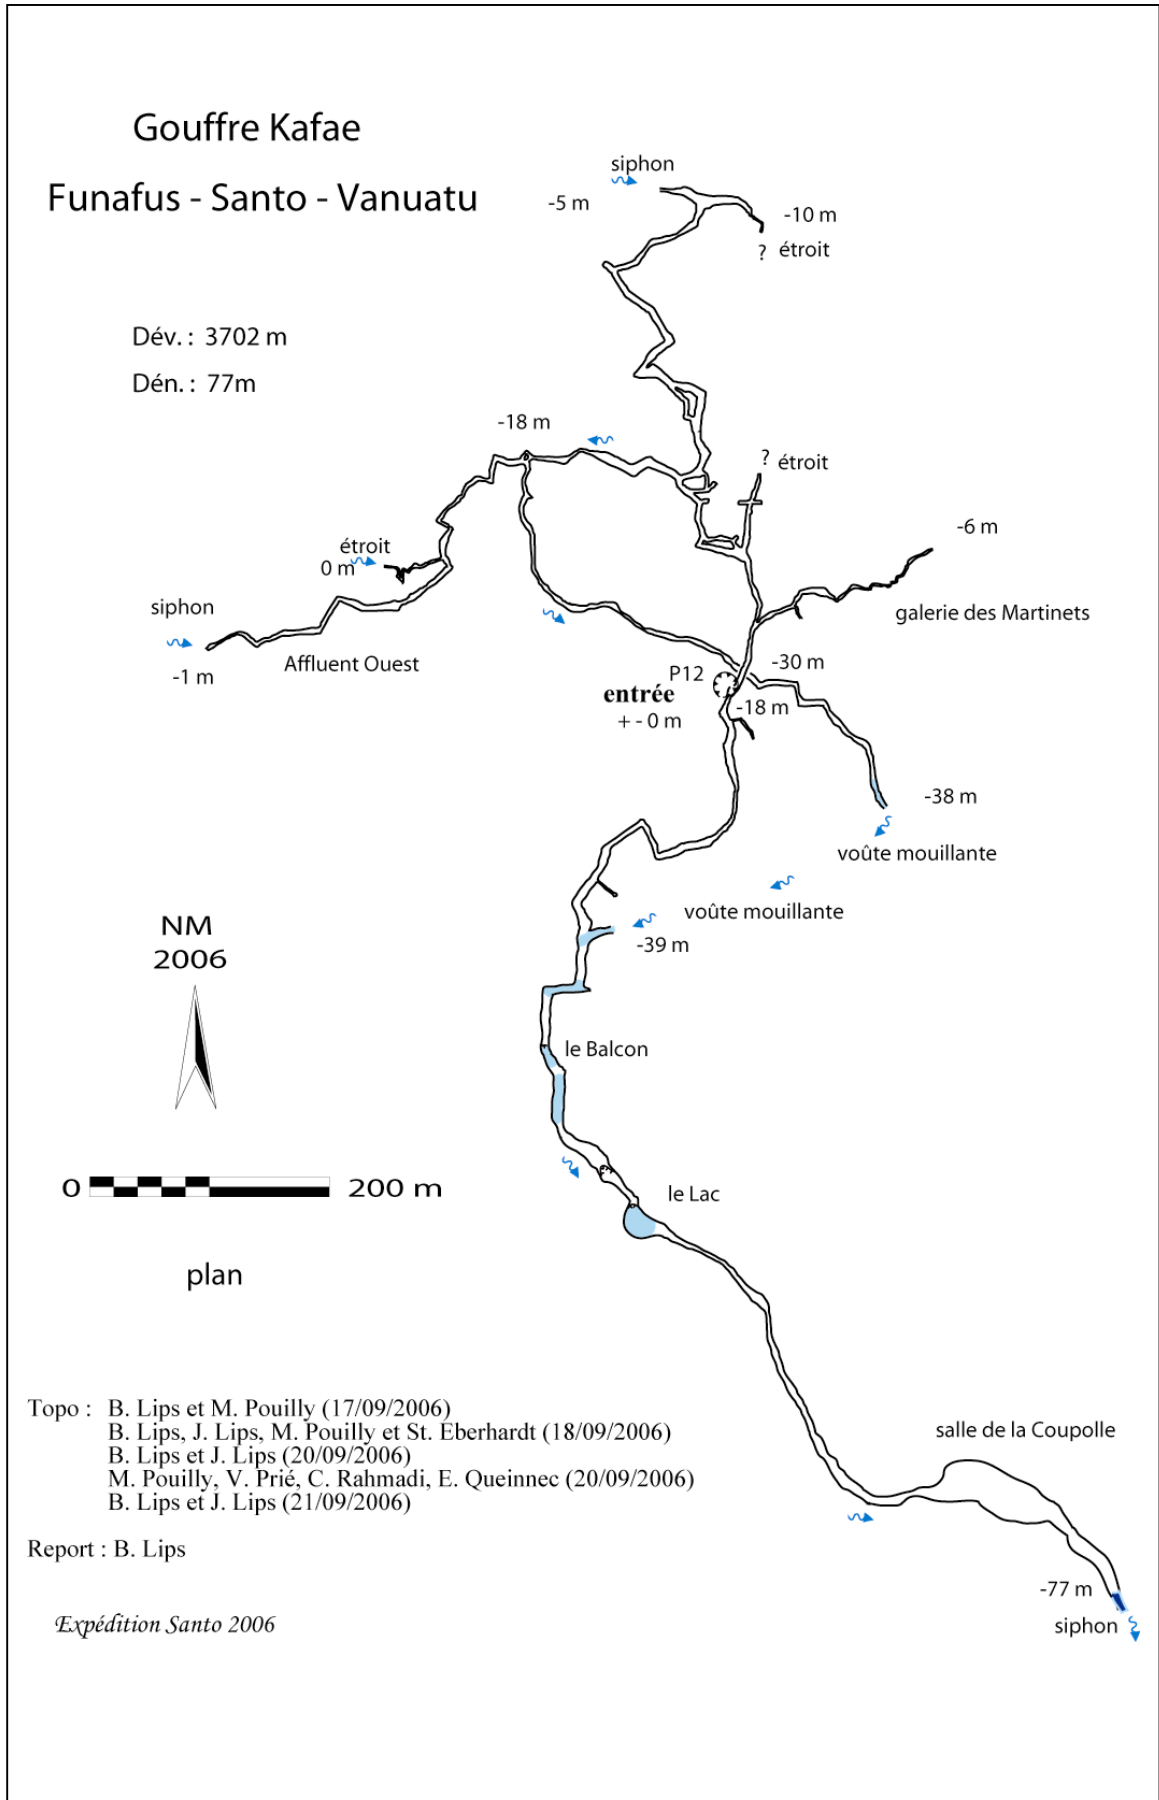 Gouffre Kafae
Funafus - Santo - Vanuatu
siphon
-5 m
-10 m
? étroit
Dév. : 3702 m
Dén. : 77m
-18 m
? étroit
-6 m
étroit
0 m
siphon
galerie des Martinets
-1 m
Affluent Ouest
-30 m
P12
entrée
-18 m
+ - 0 m
-38 m
voûte mouillante
voûte mouillante
-39 m
NM
2006
le Balcon
0 200 m
le Lac
plan
Topo : B. Lips et M. Pouilly (17/09/2006)
B. Lips, J. Lips, M. Pouilly et St. Eberhardt (18/09/2006)
B. Lips et J. Lips (20/09/2006)
M. Pouilly, V. Prié, C. Rahmadi, E. Queinnec (20/09/2006)
B. Lips et J. Lips (21/09/2006)
salle de la Coupolle
Report : B. Lips
-77 m
siphon
Expédition Santo 2006